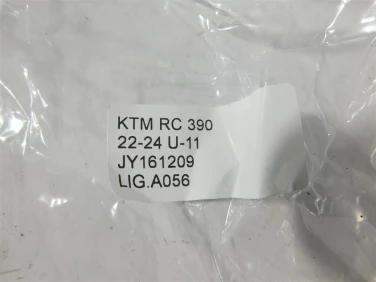 KTM RC 390
22-24 U-11
JY161209
LIG.A056